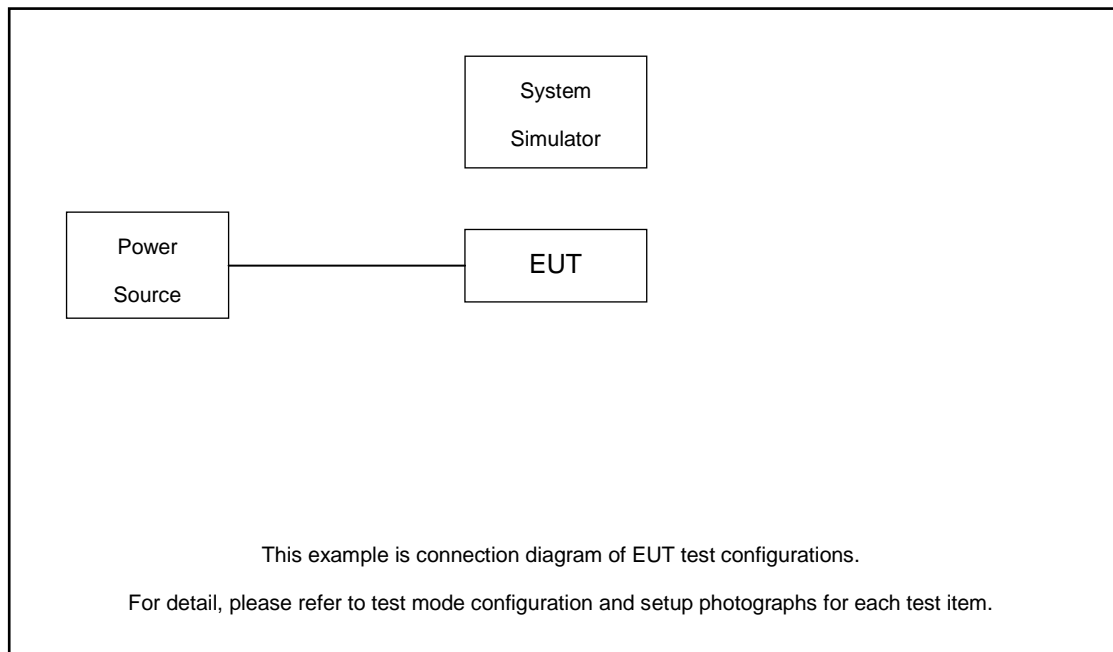 System
Simulator
Power
Source
EUT
This example is connection diagram of EUT test configurations.
For detail, please refer to test mode configuration and setup photographs for each test item.